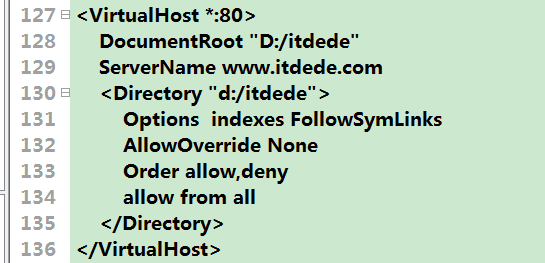 127 <VirtualHost *:80>
128 DocumentRoot "D:/itdede"
129 ServerName www.itdede.com
130 <Directory "d:/itdede">
131 Options  indexes FollowSymLinks
132 AllowOverride None
133 Order allow,deny
134 allow from all
135 </Directory>
136 </VirtualHost>